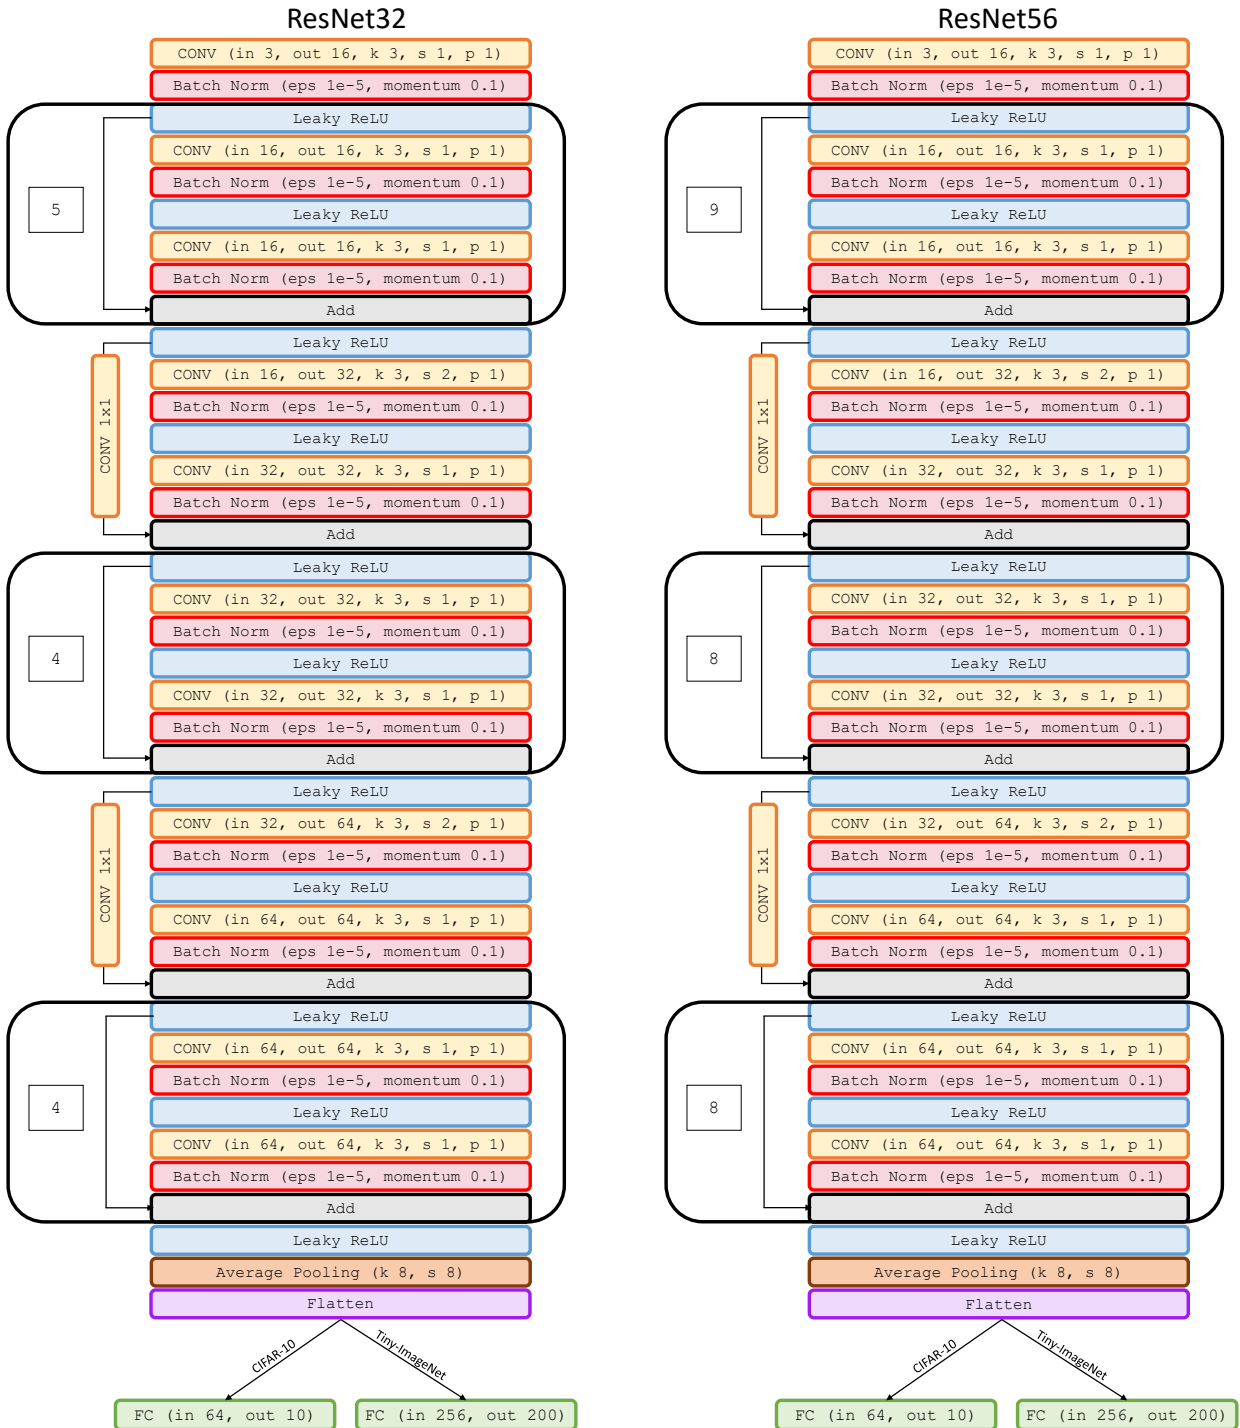 ResNet32
CONV (in 3, out 16, k 3, s 1, p 1)
Batch Norm (eps 1e-5, momentum 0.1)
Leaky ReLU
CONV (in 16, out 16, k 3, s 1, p 1)
Batch Norm (eps 1e-5, momentum 0.1)
5
Leaky ReLU
CONV (in 16, out 16, k 3, s 1, p 1)
Batch Norm (eps 1e-5, momentum 0.1)
Add
Leaky ReLU
CONV 1x1
CONV (in 16, out 32, k 3, s 2, p 1)
Batch Norm (eps 1e-5, momentum 0.1)
Leaky ReLU
CONV (in 32, out 32, k 3, s 1, p 1)
Batch Norm (eps 1e-5, momentum 0.1)
Add
Leaky ReLU
CONV (in 32, out 32, k 3, s 1, p 1)
Batch Norm (eps 1e-5, momentum 0.1)
4
Leaky ReLU
CONV (in 32, out 32, k 3, s 1, p 1)
Batch Norm (eps 1e-5, momentum 0.1)
Add
Leaky ReLU
CONV 1x1
CONV (in 32, out 64, k 3, s 2, p 1)
Batch Norm (eps 1e-5, momentum 0.1)
Leaky ReLU
CONV (in 64, out 64, k 3, s 1, p 1)
Batch Norm (eps 1e-5, momentum 0.1)
Add
Leaky ReLU
CONV (in 64, out 64, k 3, s 1, p 1)
Batch Norm (eps 1e-5, momentum 0.1)
4
Leaky ReLU
CONV (in 64, out 64, k 3, s 1, p 1)
Batch Norm (eps 1e-5, momentum 0.1)
Add
Leaky ReLU
Average Pooling (k 8, s 8)
Flatten
CIFAR-10
Tiny-ImageNet
FC (in 64, out 10)
FC (in 256, out 200)
ResNet56
CONV (in 3, out 16, k 3, s 1, p 1)
Batch Norm (eps 1e-5, momentum 0.1)
Leaky ReLU
CONV (in 16, out 16, k 3, s 1, p 1)
Batch Norm (eps 1e-5, momentum 0.1)
9
Leaky ReLU
CONV (in 16, out 16, k 3, s 1, p 1)
Batch Norm (eps 1e-5, momentum 0.1)
Add
Leaky ReLU
CONV 1x1
CONV (in 16, out 32, k 3, s 2, p 1)
Batch Norm (eps 1e-5, momentum 0.1)
Leaky ReLU
CONV (in 32, out 32, k 3, s 1, p 1)
Batch Norm (eps 1e-5, momentum 0.1)
Add
Leaky ReLU
CONV (in 32, out 32, k 3, s 1, p 1)
Batch Norm (eps 1e-5, momentum 0.1)
8
Leaky ReLU
CONV (in 32, out 32, k 3, s 1, p 1)
Batch Norm (eps 1e-5, momentum 0.1)
Add
Leaky ReLU
CONV 1x1
CONV (in 32, out 64, k 3, s 2, p 1)
Batch Norm (eps 1e-5, momentum 0.1)
Leaky ReLU
CONV (in 64, out 64, k 3, s 1, p 1)
Batch Norm (eps 1e-5, momentum 0.1)
Add
Leaky ReLU
CONV (in 64, out 64, k 3, s 1, p 1)
Batch Norm (eps 1e-5, momentum 0.1)
8
Leaky ReLU
CONV (in 64, out 64, k 3, s 1, p 1)
Batch Norm (eps 1e-5, momentum 0.1)
Add
Leaky ReLU
Average Pooling (k 8, s 8)
Flatten
CIFAR-10
Tiny-ImageNet
FC (in 64, out 10)
FC (in 256, out 200)